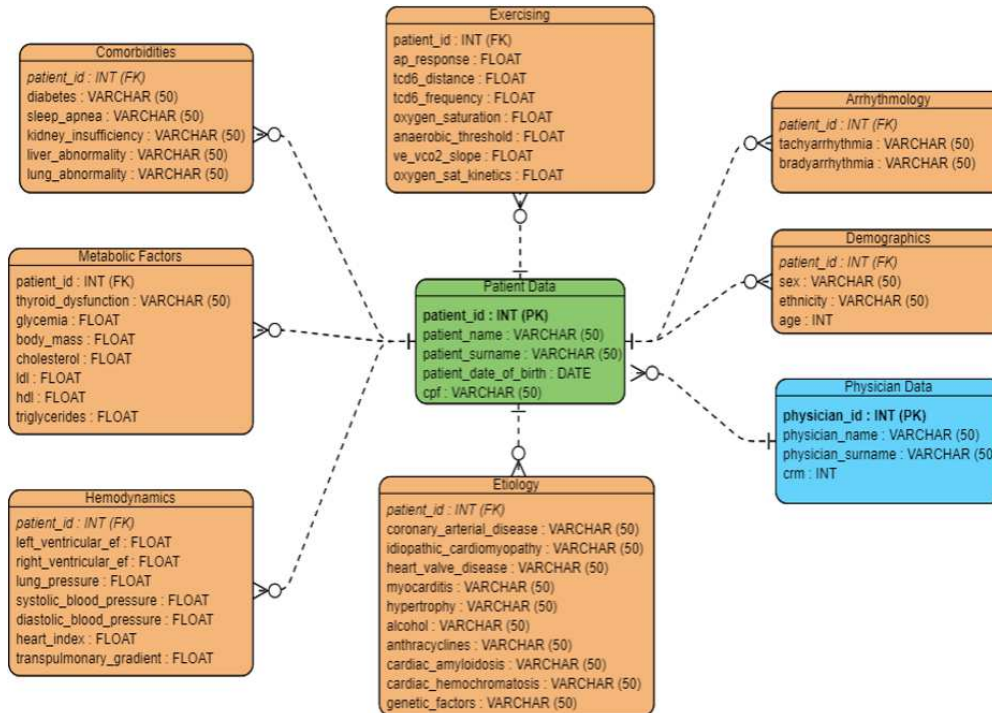 Exercising
patient_id : INT (FK)
ap_response : FLOAT
tcd6_distance : FLOAT
tcd6_frequency : FLOAT
oxygen_saturation : FLOAT
anaerobic_threshold : FLOAT
ve_vco2_slope : FLOAT
oxygen_sat_kinetics : FLOAT
Comorbidities
patient_id : INT (FK)
diabetes : VARCHAR (50)
sleep_apnea : VARCHAR (50)
kidney_insufficiency : VARCHAR (50)
liver_abnormality : VARCHAR (50)
lung_abnormality : VARCHAR (50)
Arrhythmology
patient_id : INT (FK)
tachyarrhythmia : VARCHAR (50)
bradyarrhythmia : VARCHAR (50)
Metabolic Factors
patient_id : INT (FK)
thyroid_dysfunction : VARCHAR (50)
glycemia : FLOAT
body_mass : FLOAT
cholesterol : FLOAT
ldl : FLOAT
hdl : FLOAT
triglycerides : FLOAT
Patient Data
patient_id : INT (PK)
patient_name : VARCHAR (50)
patient_surname : VARCHAR (50)
patient_date_of_birth : DATE
cpf : VARCHAR (50)
Demographics
patient_id : INT (FK)
sex : VARCHAR (50)
ethnicity : VARCHAR (50)
age : INT
Physician Data
physician_id : INT (PK)
physician_name : VARCHAR (50)
physician_surname : VARCHAR (50
crm : INT
Hemodynamics
patient_id : INT (FK)
left_ventricular_ef : FLOAT
right_ventricular_ef : FLOAT
lung_pressure : FLOAT
systolic_blood_pressure : FLOAT
diastolic_blood_pressure : FLOAT
heart_index : FLOAT
transpulmonary_gradient : FLOAT
Etiology
patient_id : INT (FK)
coronary_arterial_disease : VARCHAR (50)
idiopathic_cardiomyopathy : VARCHAR (50)
heart_valve_disease : VARCHAR (50)
myocarditis : VARCHAR (50)
hypertrophy : VARCHAR (50)
alcohol : VARCHAR (50)
anthracyclines : VARCHAR (50)
cardiac_amyloidosis : VARCHAR (50)
cardiac_hemochromatosis : VARCHAR (50)
genetic_factors : VARCHAR (50)